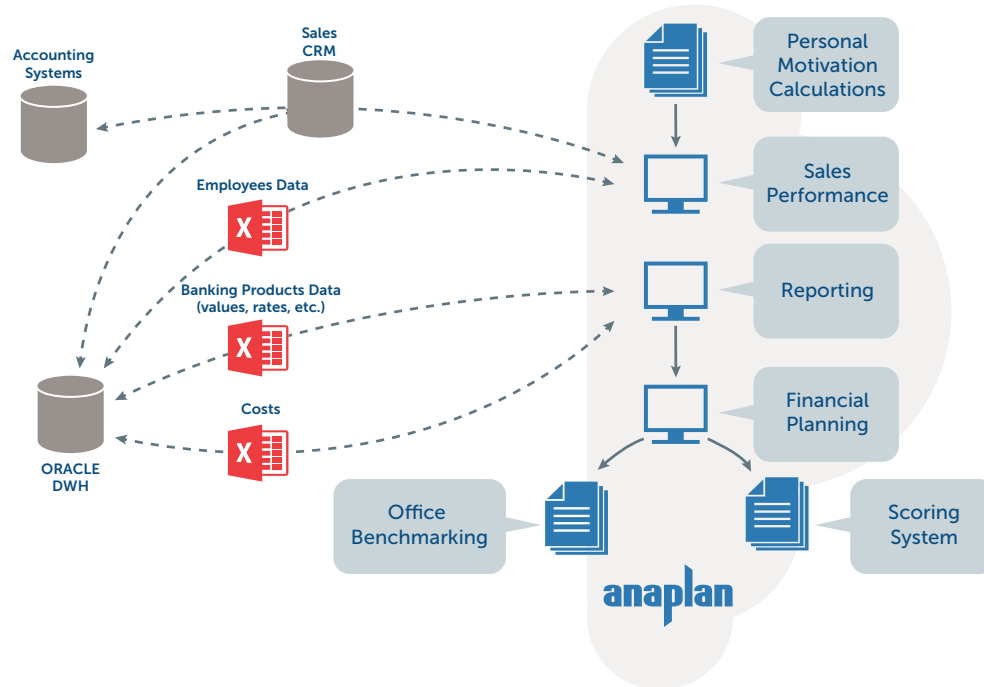 Sales
CRM
Accounting
Systems
Personal
Motivation
Calculations
Employees Data
X
Sales
Performance
Banking Products Data
(values, rates, etc.)
X
Reporting
Costs
X
Financial
Planning
ORACLE
DWH
Office
Benchmarking
Scoring
System
anaplan